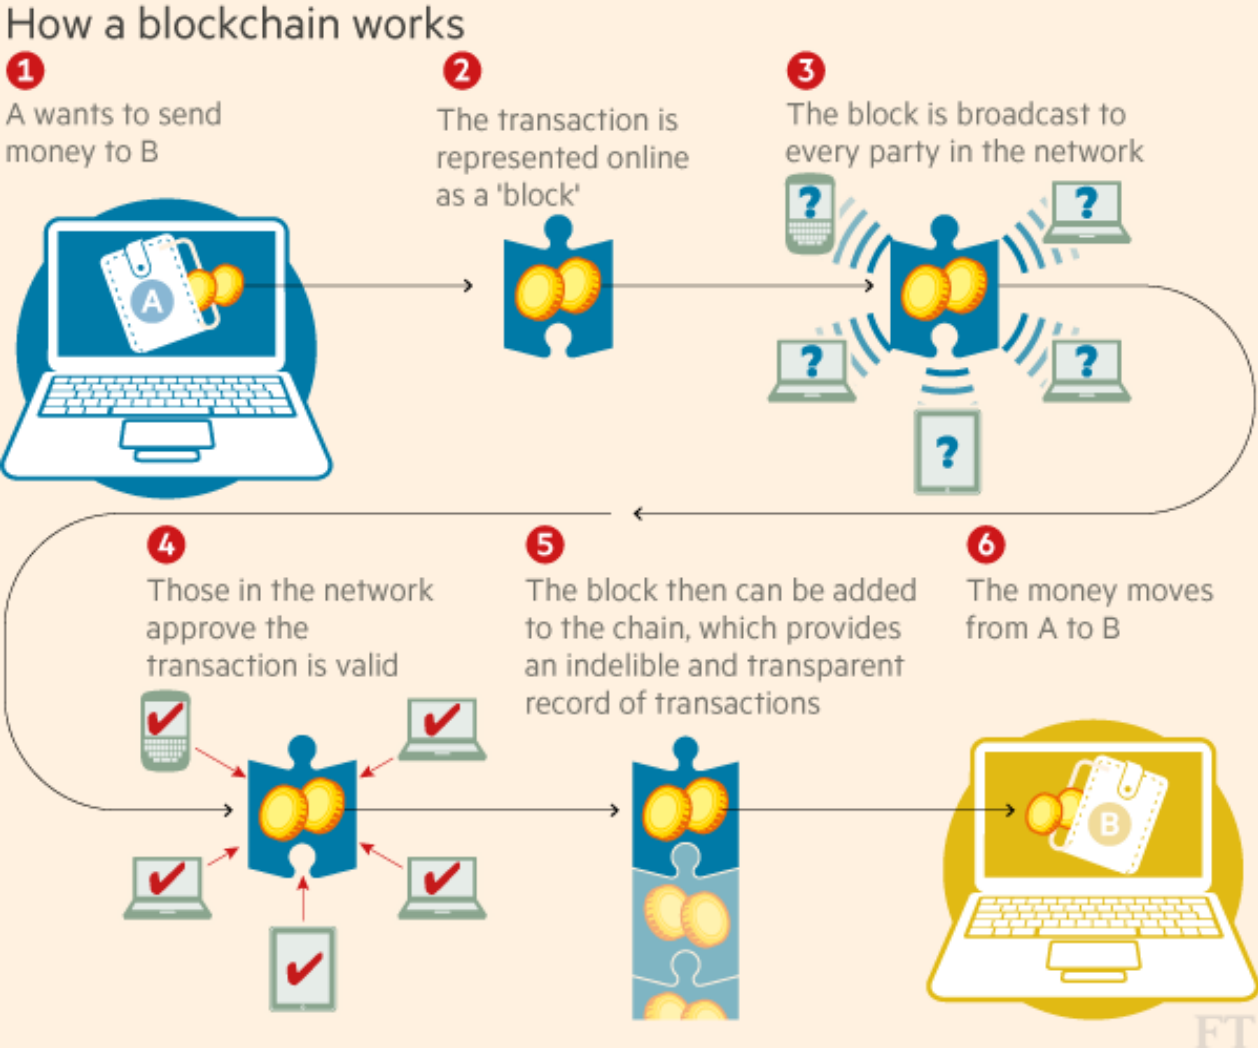 How a blockchain works
1
A wants to send
money to B
2
The transaction is
represented online
as a 'block'
3
The block is broadcast to
every party in the network
A
?
?
?
?
?
4
Those in the network
approve the
transaction is valid
5
The block then can be added
to the chain, which provides
an indelible and transparent
record of transactions
6
The money moves
from A to B
B
FT